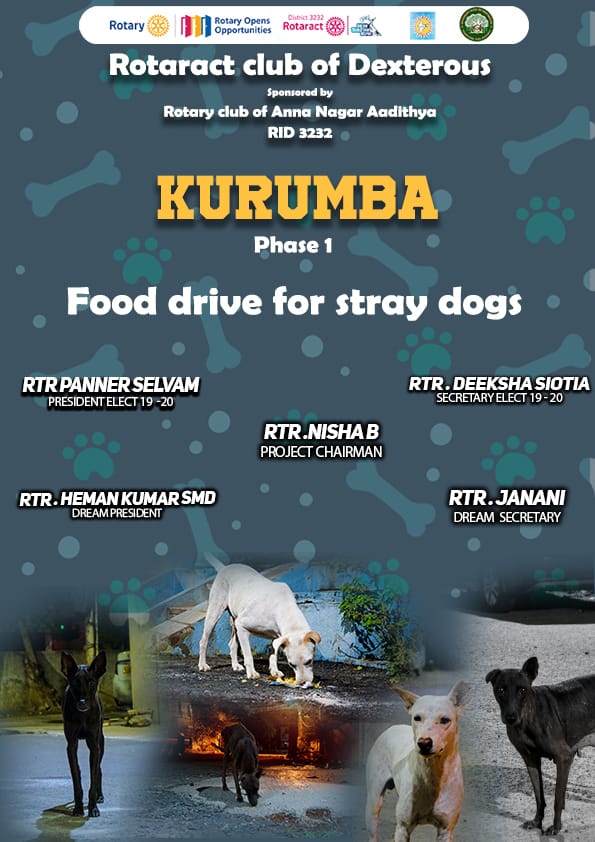 Rotary
Rotary Opens
Opportunities
District 3232
Rotaract
Rotaract club of Dexterous
Sponsored by
Rotary club of Anna Nagar Aadithya
RID 3232
KURUMBA
Phase 1
Food drive for stray dogs
RTR PANNER SELVAM
PRESIDENT ELECT 19 -20
RTR . DEEKSHA SIOTIA
SECRETARY ELECT 19 - 20
RTR .NISHA B
PROJECT CHAIRMAN
RTR . HEMAN KUMAR SMD
DREAM PRESIDENT
RTR . JANANI
DREAM SECRETARY